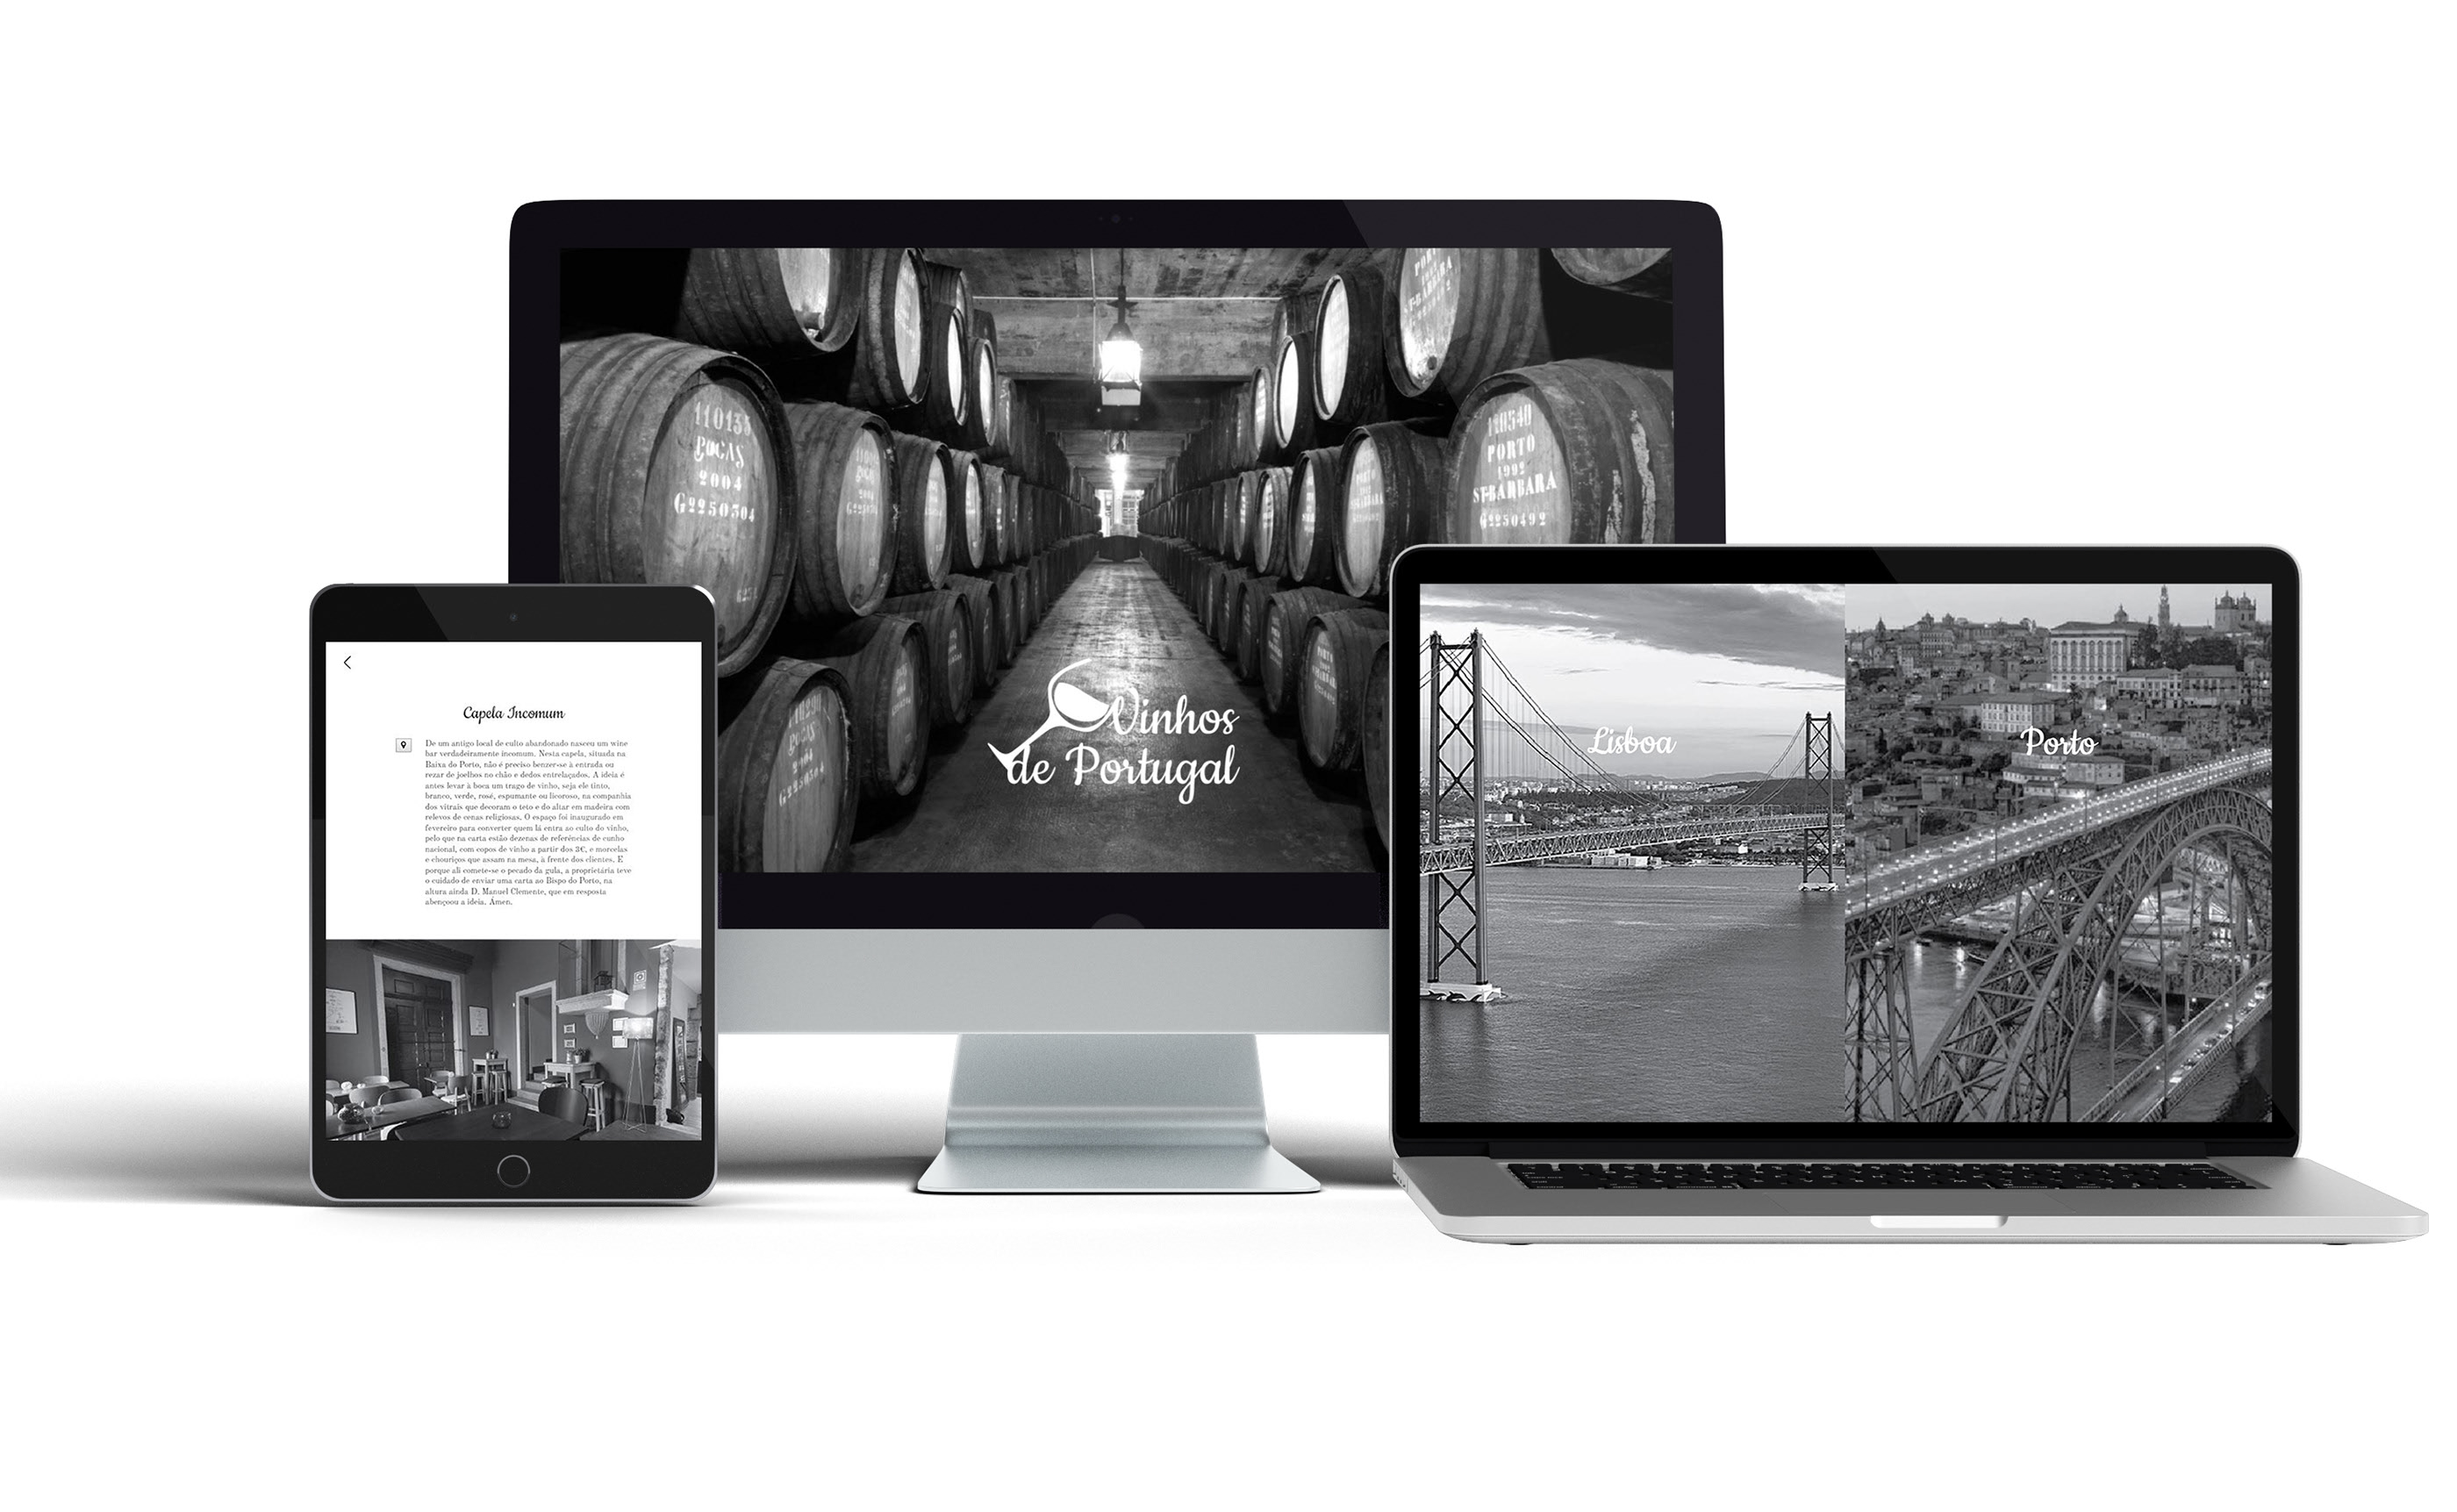 Capela Incomum
De um antigo local de culto abandonado nasceu um wine
bar verdadeiramente incomum. Nesta capela, situada na
Baixa do Porto, não é preciso benzer-se à entrada ou
rezar de joelhos no chão e dedos entrelaçados. A ideia é
antes levar à boca um trago de vinho, seja ele tinto,
branco, verde, rosé, espumante ou licoroso, na companhia
dos vitrais que decoram o teto e do altar em madeira com
relevos de cenas religiosas. O espaço foi inaugurado em
fevereiro para converter quem lá entra ao culto do vinho,
pelo que na carta estão dezenas de referências de cunho
nacional, com copos de vinho a partir dos 3€, e morcelas
e chouriços que assam na mesa, à frente dos clientes. E
porque ali comete-se o pecado da gula, a proprietária teve
o cuidado de enviar uma carta ao Bispo do Porto, na
altura ainda D. Manuel Clemente, que em resposta
abençoou a ideia. Ámen.
110135
POCAS
2004
G2250504
PORTO
1992
ST-BARBARA
G2250492
Vinhos
de Portugal
Lisboa
Porto